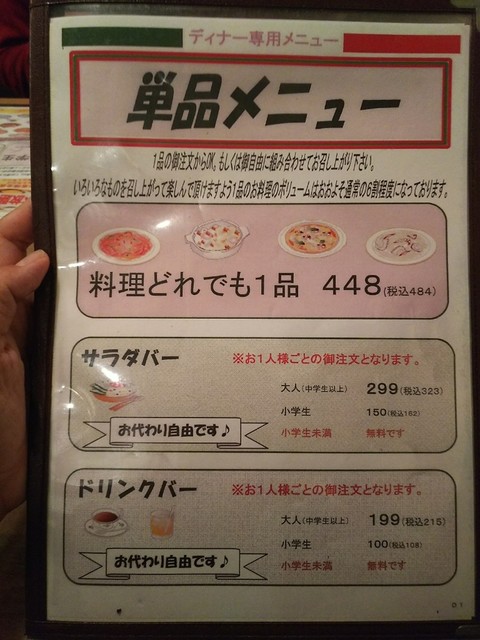 ディナー専用メニュー
単品メニュー
1品の御注文からOK。もしくは御自由に組み合わせてお召し上がり下さい。
いろいろなものを召し上がって楽しんで頂けますよう1品のお料理のボリュームはおおよそ通常の6割程度になっております。
料理どれでも1品 448(税込484)
サラダバー ※お1人様ごとの御注文となります。
大人(中学生以上) 299(税込323)
小学生 150(税込162)
お代わり自由です♪ 小学生未満 無料です
ドリンクバー ※お1人様ごとの御注文となります。
大人(中学生以上) 199(税込215)
小学生 100(税込108)
お代わり自由です♪ 小学生未満 無料です